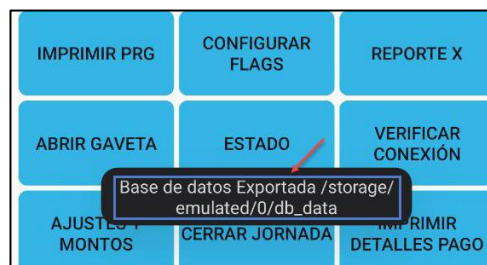 IMPRIMIR PRG
CONFIGURAR
FLAGS
REPORTE X
ABRIR GAVETA
ESTADO
VERIFICAR
CONEXIÓN
Base de datos Exportada /storage/
emulated/0/db_data
AJUSTES Y
MONTOS
CERRAR JORNADA
IMPRIMIR
DETALLES PAGO